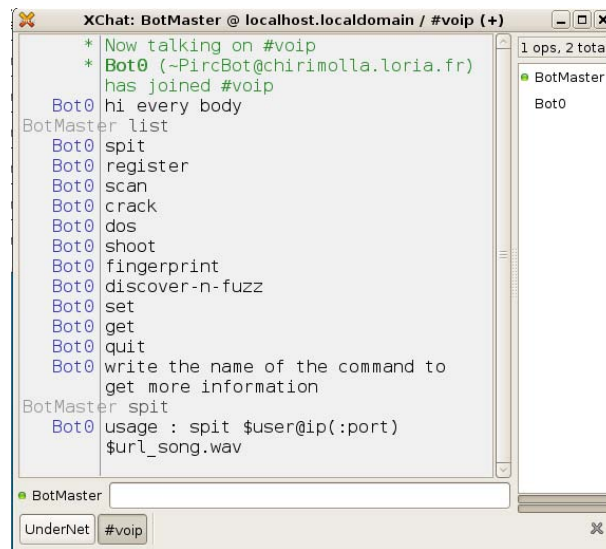 XChat: BotMaster @ localhost.localdomain / #voip (+)
1 ops, 2 tota
* Now talking on #voip
* Bot0 (~PircBot@chirimolla.loria.fr)
has joined #voip
Bot0 hi every body
BotMaster list
Bot0 spit
Bot0 register
Bot0 scan
Bot0 crack
Bot0 dos
Bot0 shoot
Bot0 fingerprint
Bot0 discover-n-fuzz
Bot0 set
Bot0 get
Bot0 quit
Bot0 write the name of the command to
get more information
BotMaster spit
Bot0 usage : spit $user@ip(:port)
$url_song.wav
BotMaster
Bot0
BotMaster
UnderNet #voip